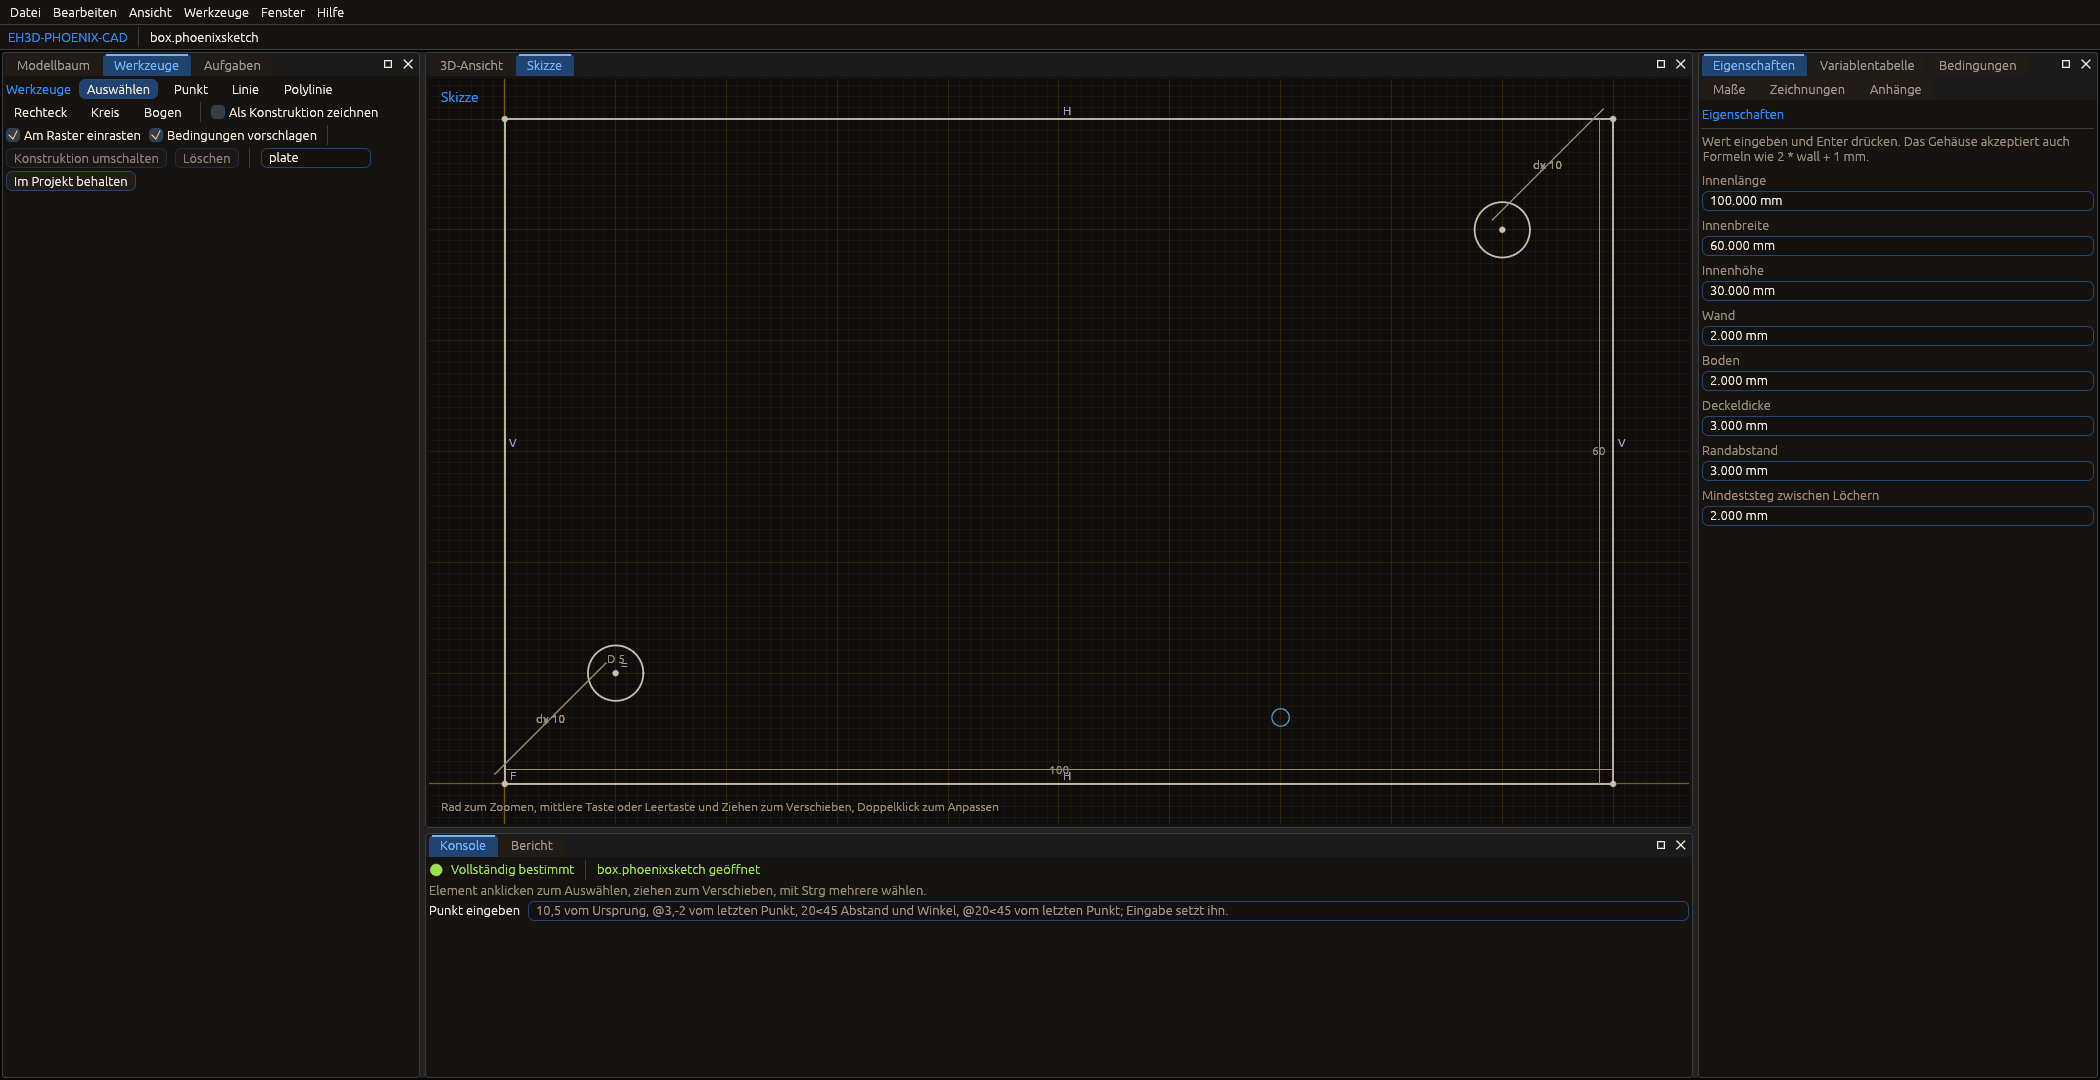 Datei Bearbeiten Ansicht Werkzeuge Fenster Hilfe
EH3D-PHOENIX-CAD box.phoenixsketch
Modellbaum Werkzeuge Aufgaben
Werkzeuge Auswählen Punkt Linie Polylinie
Rechteck Kreis Bogen Als Konstruktion zeichnen
Am Raster einrasten Bedingungen vorschlagen
Konstruktion umschalten Löschen plate
Im Projekt behalten
3D-Ansicht Skizze
Skizze
H
10
V
60
V
D 5
=
10
F
100
H
Rad zum Zoomen, mittlere Taste oder Leertaste und Ziehen zum Verschieben, Doppelklick zum Anpassen
Konsole Bericht
Vollständig bestimmt box.phoenixsketch geöffnet
Element anklicken zum Auswählen, ziehen zum Verschieben, mit Strg mehrere wählen.
Punkt eingeben 10,5 vom Ursprung, @3,-2 vom letzten Punkt, 20<45 Abstand und Winkel, @20<45 vom letzten Punkt; Eingabe setzt ihn.
Eigenschaften Variablentabelle Bedingungen
Maße Zeichnungen Anhänge
Eigenschaften
Wert eingeben und Enter drücken. Das Gehäuse akzeptiert auch
Formeln wie 2 * wall + 1 mm.
Innenlänge
100.000 mm
Innenbreite
60.000 mm
Innenhöhe
30.000 mm
Wand
2.000 mm
Boden
2.000 mm
Deckeldicke
3.000 mm
Randabstand
3.000 mm
Mindeststeg zwischen Löchern
2.000 mm